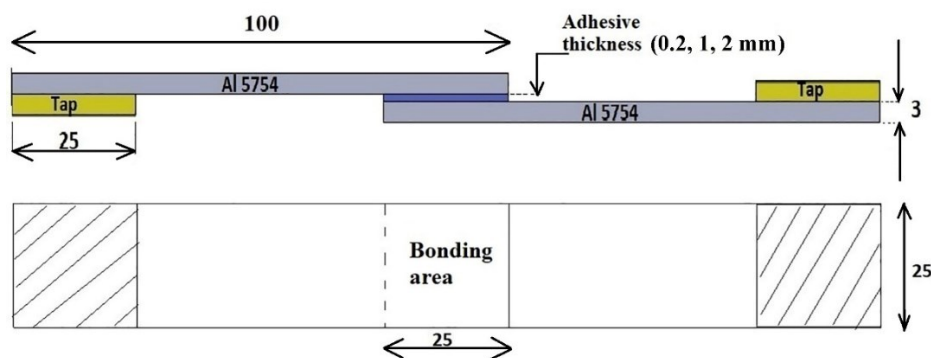 100
Adhesive
thickness (0.2, 1, 2 mm)
Al 5754
Tap
Tap
Al 5754
3
25
Bonding
area
25
25